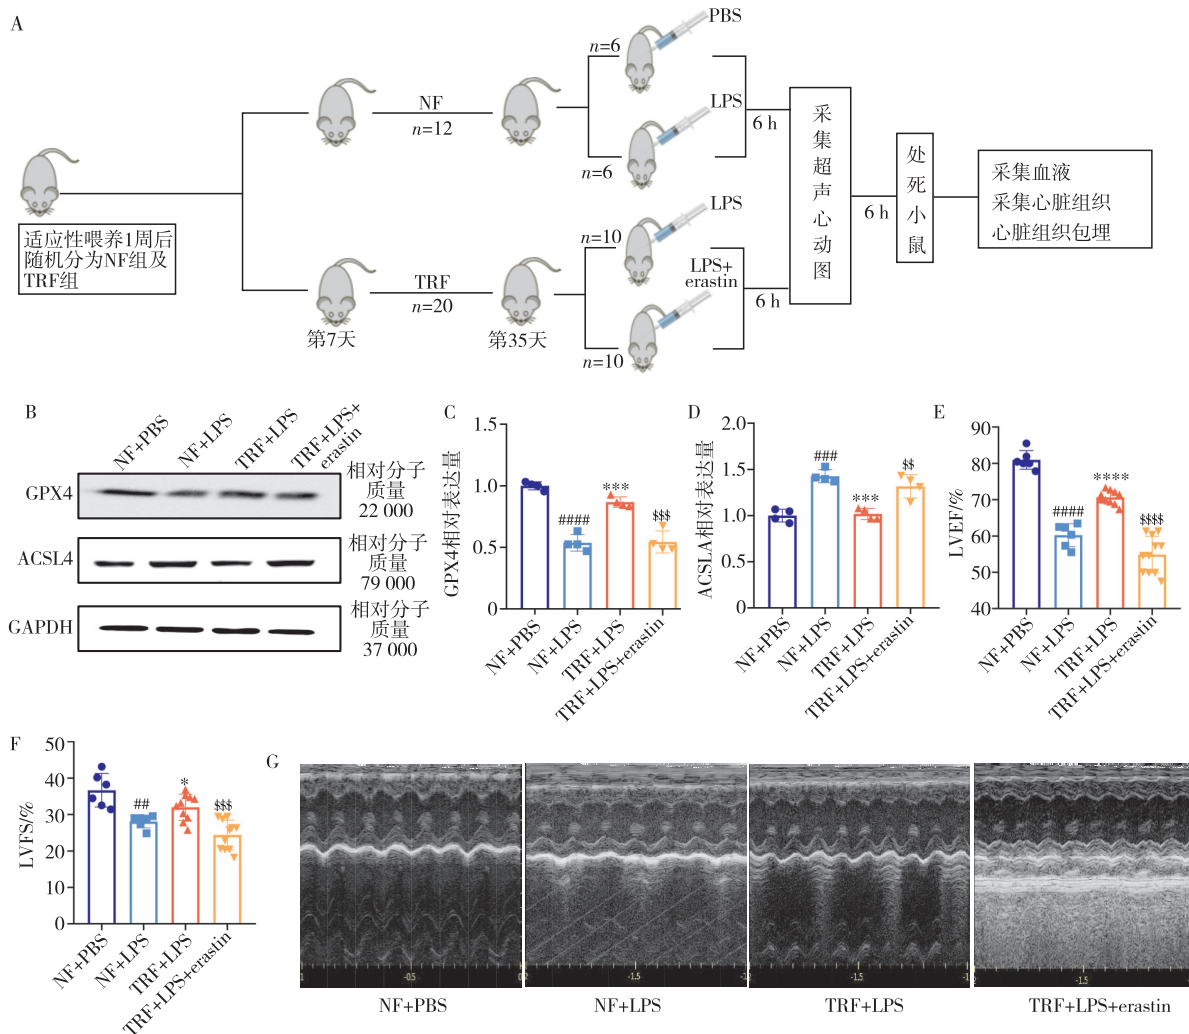 A
适应性喂养1周后
随机分为NF组及
TRF组
NF
n=12
TRF
n=20
第7天
第35天
n=6
PBS
n=6
LPS
n=10
LPS
LPS+
erastin
n=10
6 h
6 h
采集超声心动图
6 h
处死小鼠
采集血液
采集心脏组织
心脏组织包埋
B
NF+PBS
NF+LPS
TRF+LPS
TRF+LPS+
erastin
GPX4
相对分子
质量
22 000
ACSL4
相对分子
质量
79 000
GAPDH
相对分子
质量
37 000
C
GPX4相对表达量
1.5
1.0
0.5
0
####
***
$$$
NF+PBS
NF+LPS
TRF+LPS
TRF+LPS+erastin
D
ACSLA相对表达量
2.0
1.5
1.0
0.5
0
###
***
$$
NF+PBS
NF+LPS
TRF+LPS
TRF+LPS+erastin
E
LVEF/%
90
80
70
60
50
40
####
****
$$$$
NF+PBS
NF+LPS
TRF+LPS
TRF+LPS+erastin
F
LVFS/%
50
40
30
20
10
0
##
*
$$$
NF+PBS
NF+LPS
TRF+LPS
TRF+LPS+erastin
G
-0.5
-1.5
-1.5
-1.5
NF+PBS
NF+LPS
TRF+LPS
TRF+LPS+erastin